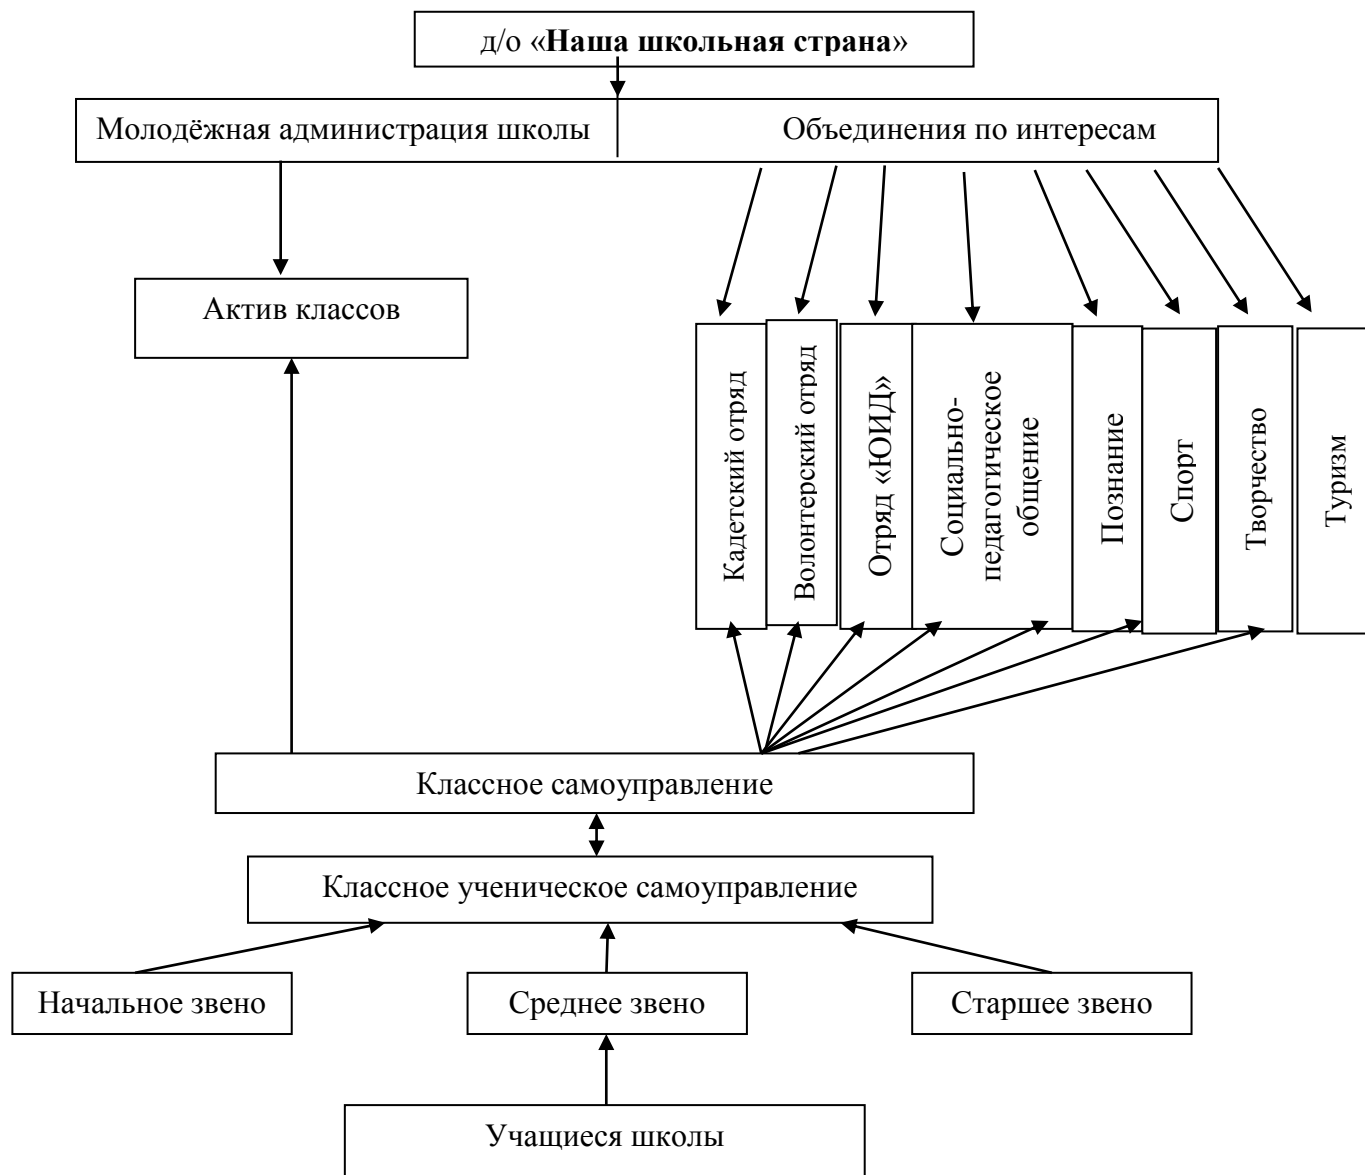 д/о «Наша школьная страна»
Молодёжная администрация школы
Объединения по интересам
Актив классов
Кадетский отряд
Волонтерский отряд
Отряд «ЮИД»
Социально-
педагогическое
общение
Познание
Спорт
Творчество
Туризм
Классное самоуправление
Классное ученическое самоуправление
Начальное звено
Среднее звено
Старшее звено
Учащиеся школы